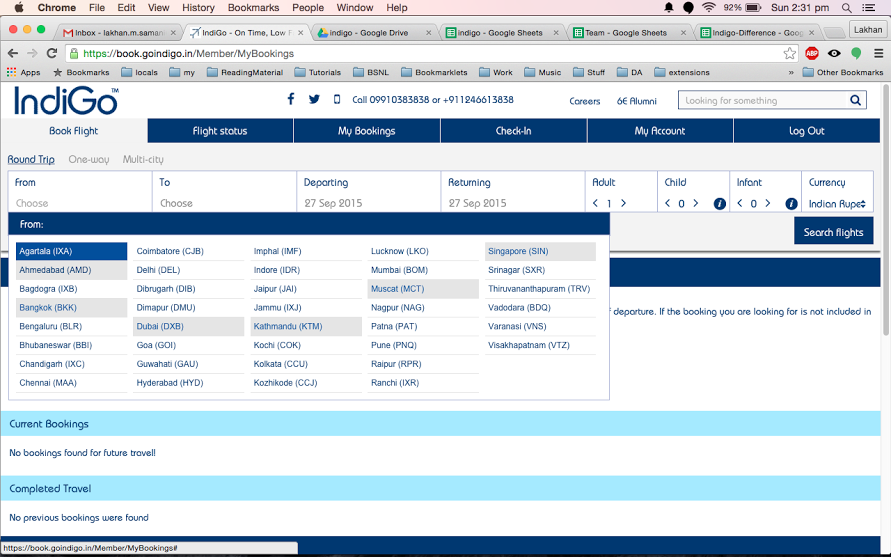 Chrome File Edit View History Bookmarks People Window Help 92% Sun 2:31 pm
Inbox - lakhan.m.saman IndiGo - On Time, Low F indigo - Google Drive indigo - Google Sheets Team - Google Sheets Indigo-Difference - Goog Lakhan
https://book.goindigo.in/Member/MyBookings ABP
Apps Bookmarks locals my ReadingMaterial Tutorials BSNL Bookmarklets Work Music Stuff DA extensions » Other Bookmarks
IndiGo™ Call 09910383838 or +911246613838 Careers 6E Alumni Looking for something
Book Flight Flight status My Bookings Check-In My Account Log Out
Round Trip One-way Multi-city
From To Departing Returning Adult Child Infant Currency
Choose Choose 27 Sep 2015 27 Sep 2015 < 1 > < 0 > i < 0 > i Indian Rupe
From:
Search flights
Agartala (IXA) Coimbatore (CJB) Imphal (IMF) Lucknow (LKO) Singapore (SIN)
Ahmedabad (AMD) Delhi (DEL) Indore (IDR) Mumbai (BOM) Srinagar (SXR)
Bagdogra (IXB) Dibrugarh (DIB) Jaipur (JAI) Muscat (MCT) Thiruvananthapuram (TRV)
Bangkok (BKK) Dimapur (DMU) Jammu (IXJ) Nagpur (NAG) Vadodara (BDQ)
f departure. If the booking you are looking for is not included in
Bengaluru (BLR) Dubai (DXB) Kathmandu (KTM) Patna (PAT) Varanasi (VNS)
Bhubaneswar (BBI) Goa (GOI) Kochi (COK) Pune (PNQ) Visakhapatnam (VTZ)
Chandigarh (IXC) Guwahati (GAU) Kolkata (CCU) Raipur (RPR)
Chennai (MAA) Hyderabad (HYD) Kozhikode (CCJ) Ranchi (IXR)
Current Bookings
No bookings found for future travel!
Completed Travel
No previous bookings were found
https://book.goindigo.in/Member/MyBookings#